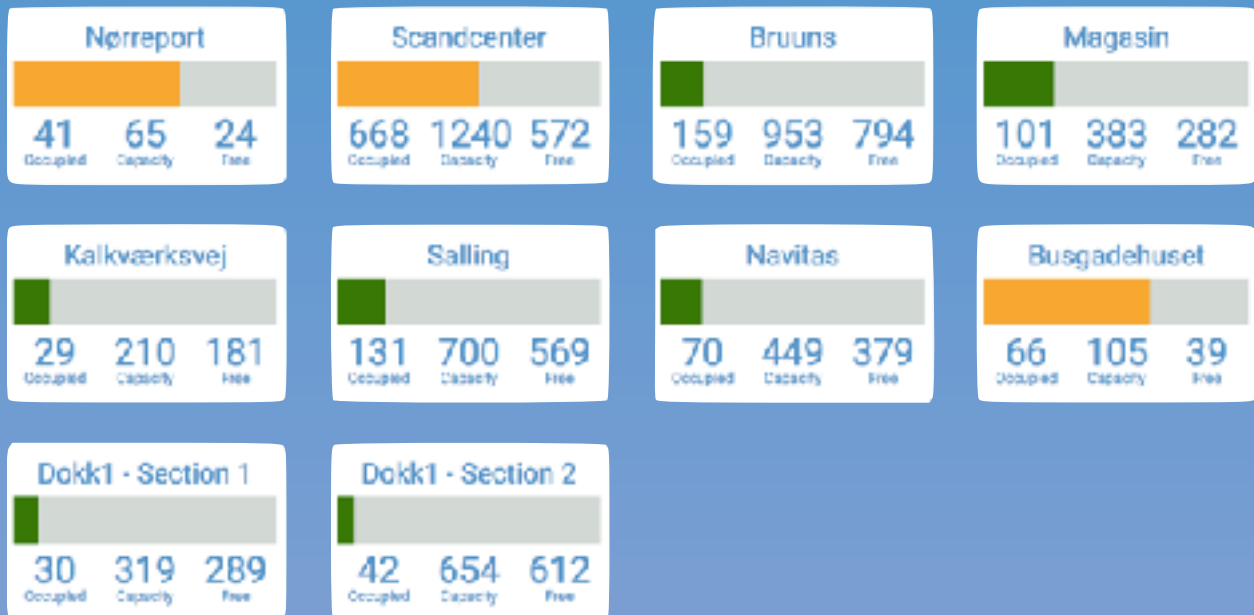 Nørreport
41 65 24
Occupied Capacity Free
Scandcenter
668 1240 572
Occupied Capacity Free
Bruuns
159 953 794
Occupied Capacity Free
Magasin
101 383 282
Occupied Capacity Free
Kalkværksvej
29 210 181
Occupied Capacity Free
Salling
131 700 569
Occupied Capacity Free
Navitas
70 449 379
Occupied Capacity Free
Busgadehuset
66 105 39
Occupied Capacity Free
Dokk1 - Section 1
30 319 289
Occupied Capacity Free
Dokk1 - Section 2
42 654 612
Occupied Capacity Free